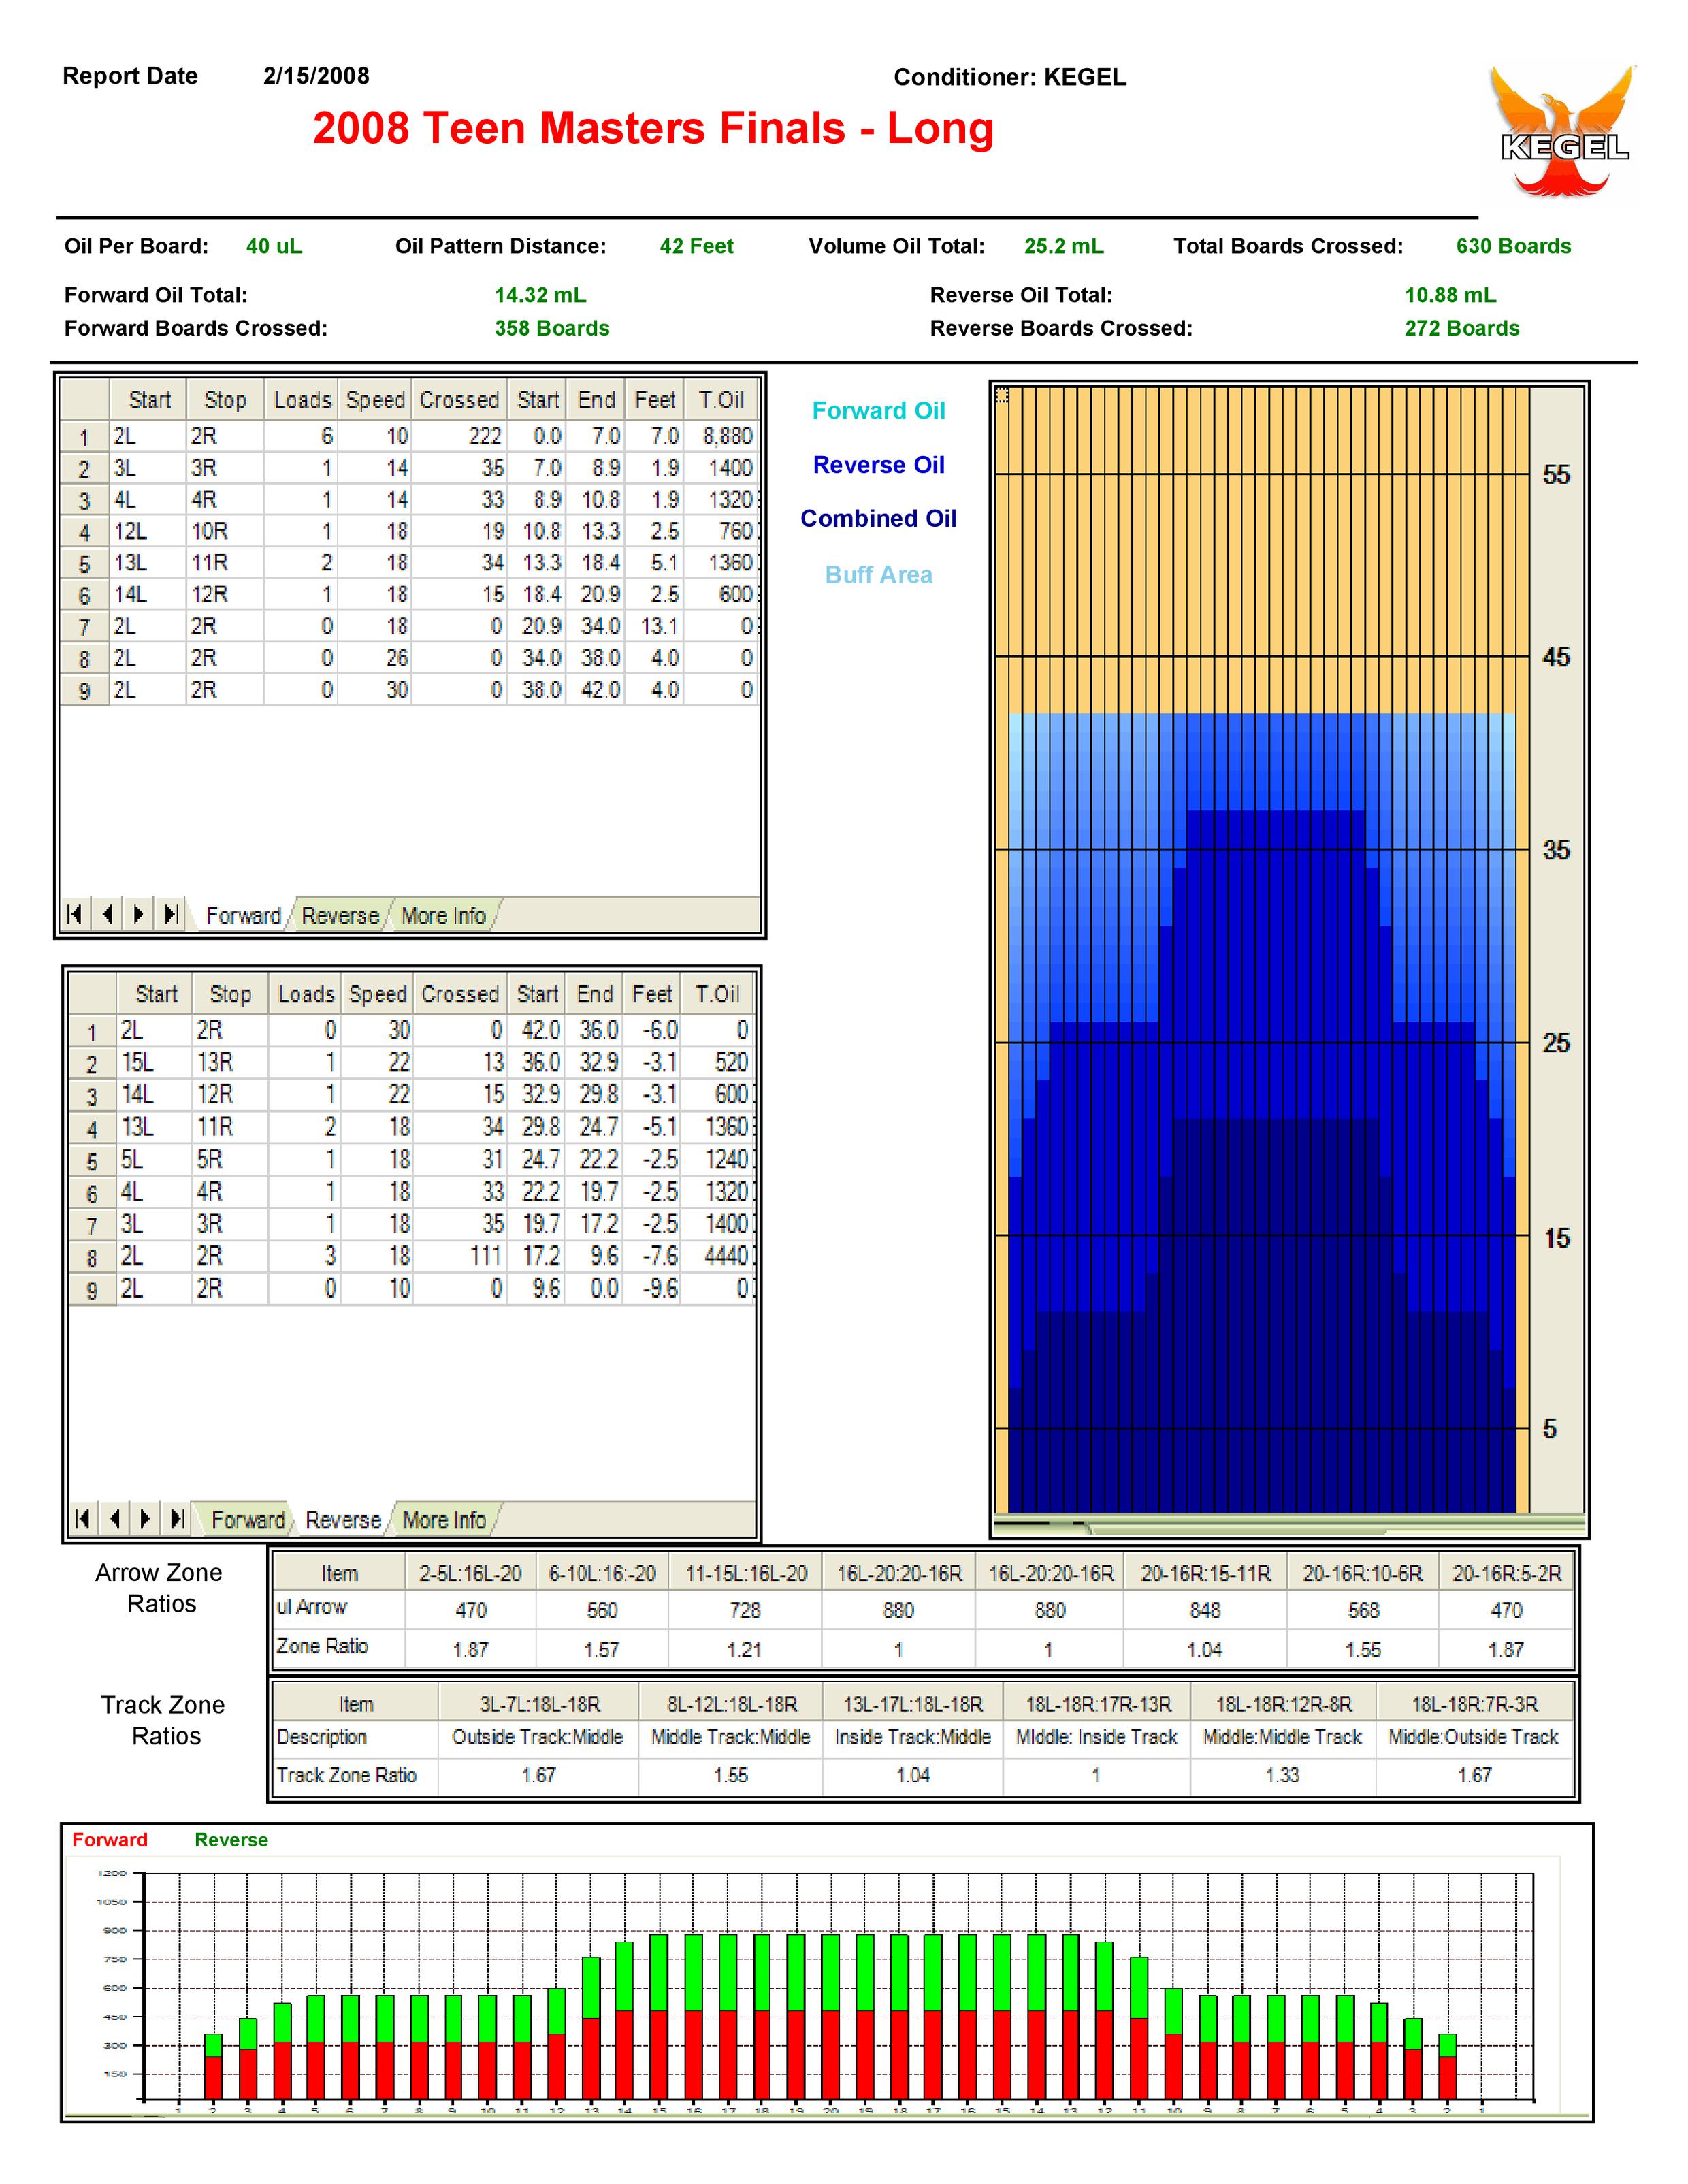 Report Date 2/15/2008 Conditioner: KEGEL
2008 Teen Masters Finals - Long
KEGEL
Oil Per Board: 40 uL Oil Pattern Distance: 42 Feet Volume Oil Total: 25.2 mL Total Boards Crossed: 630 Boards
Forward Oil Total: 14.32 mL Reverse Oil Total: 10.88 mL
Forward Boards Crossed: 358 Boards Reverse Boards Crossed: 272 Boards
Start Stop Loads Speed Crossed Start End Feet T.Oil
1 2L 2R 6 10 222 0.0 7.0 7.0 8,880
2 3L 3R 1 14 35 7.0 8.9 1.9 1400
3 4L 4R 1 14 33 8.9 10.8 1.9 1320
4 12L 10R 1 18 19 10.8 13.3 2.5 760
5 13L 11R 2 18 34 13.3 18.4 5.1 1360
6 14L 12R 1 18 15 18.4 20.9 2.5 600
7 2L 2R 0 18 0 20.9 34.0 13.1 0
8 2L 2R 0 26 0 34.0 38.0 4.0 0
9 2L 2R 0 30 0 38.0 42.0 4.0 0
Forward Reverse More Info
Forward Oil
Reverse Oil
Combined Oil
Buff Area
55
45
35
25
15
5
Start Stop Loads Speed Crossed Start End Feet T.Oil
1 2L 2R 0 30 0 42.0 36.0 -6.0 0
2 15L 13R 1 22 13 36.0 32.9 -3.1 520
3 14L 12R 1 22 15 32.9 29.8 -3.1 600
4 13L 11R 2 18 34 29.8 24.7 -5.1 1360
5 5L 5R 1 18 31 24.7 22.2 -2.5 1240
6 4L 4R 1 18 33 22.2 19.7 -2.5 1320
7 3L 3R 1 18 35 19.7 17.2 -2.5 1400
8 2L 2R 3 18 111 17.2 9.6 -7.6 4440
9 2L 2R 0 10 0 9.6 0.0 -9.6 0
Forward Reverse More Info
Arrow Zone
Ratios
Item 2-5L:16L-20 6-10L:16:-20 11-15L:16L-20 16L-20:20-16R 16L-20:20-16R 20-16R:15-11R 20-16R:10-6R 20-16R:5-2R
ul Arrow 470 560 728 880 880 848 568 470
Zone Ratio 1.87 1.57 1.21 1 1 1.04 1.55 1.87
Track Zone
Ratios
Item 3L-7L:18L-18R 8L-12L:18L-18R 13L-17L:18L-18R 18L-18R:17R-13R 18L-18R:12R-8R 18L-18R:7R-3R
Description Outside Track:Middle Middle Track:Middle Inside Track:Middle MIddle: Inside Track Middle:Middle Track Middle:Outside Track
Track Zone Ratio 1.67 1.55 1.04 1 1.33 1.67
Forward Reverse
1200
1050
900
750
600
450
300
150